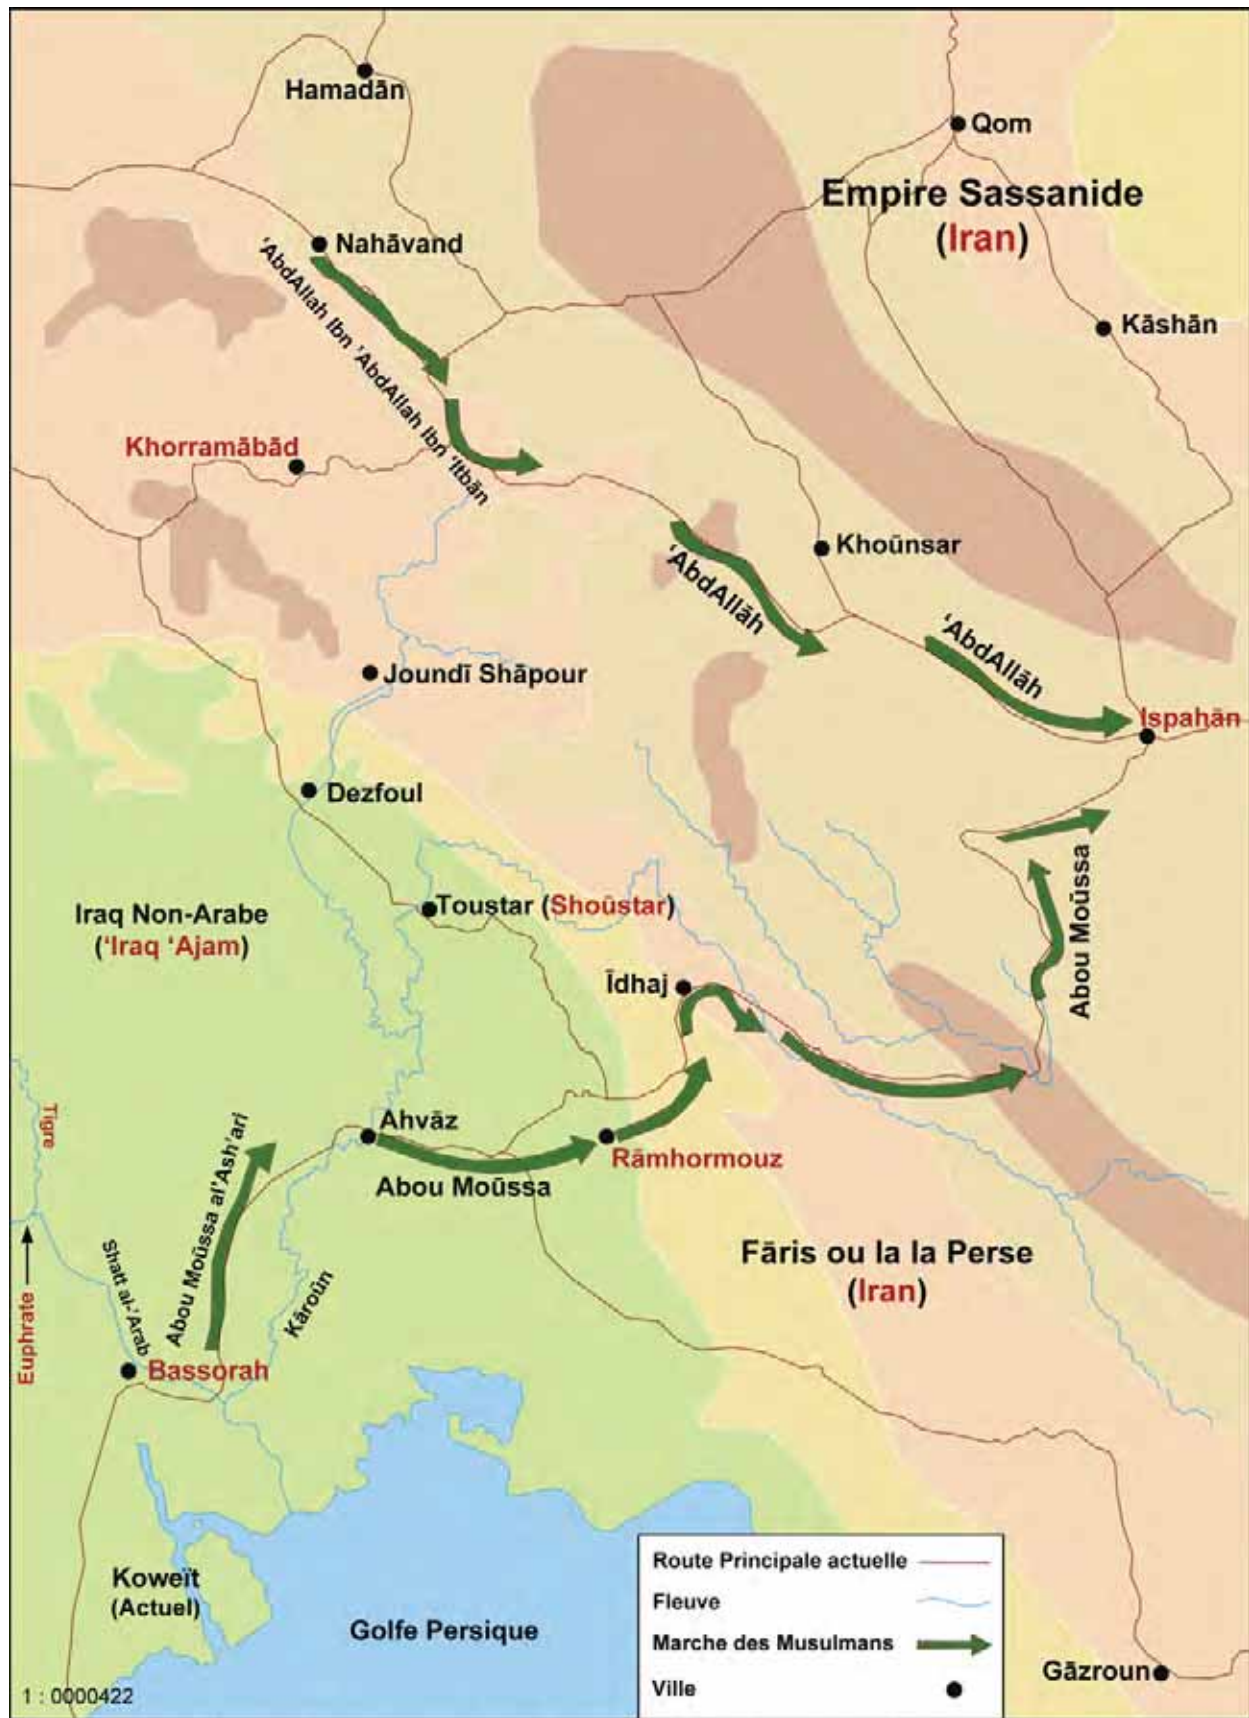 Hamadān
Qom
Empire Sassanide
(Iran)
Nahāvand
'AbdAllah Ibn 'AbdAllah Ibn 'Itbān
Kāshān
Khorramābād
Khoūnsar
'AbdAllāh
'AbdAllāh
Joundī Shāpour
Ispahān
Dezfoul
Toustar (Shoūstar)
Iraq Non-Arabe
('Iraq 'Ajam)
Abou Moūssa
Īdhaj
Tigre
Ahvāz
Abou Moūssa al'Ash'ari
Rāmhormouz
Abou Moūssa
Shatt al-'Arab
Kāroūn
Fāris ou la la Perse
(Iran)
Euphrate
Bassorah
Koweït
(Actuel)
Golfe Persique
Route Principale actuelle
Fleuve
Marche des Musulmans
Ville
Gāzroun
1 : 0000422